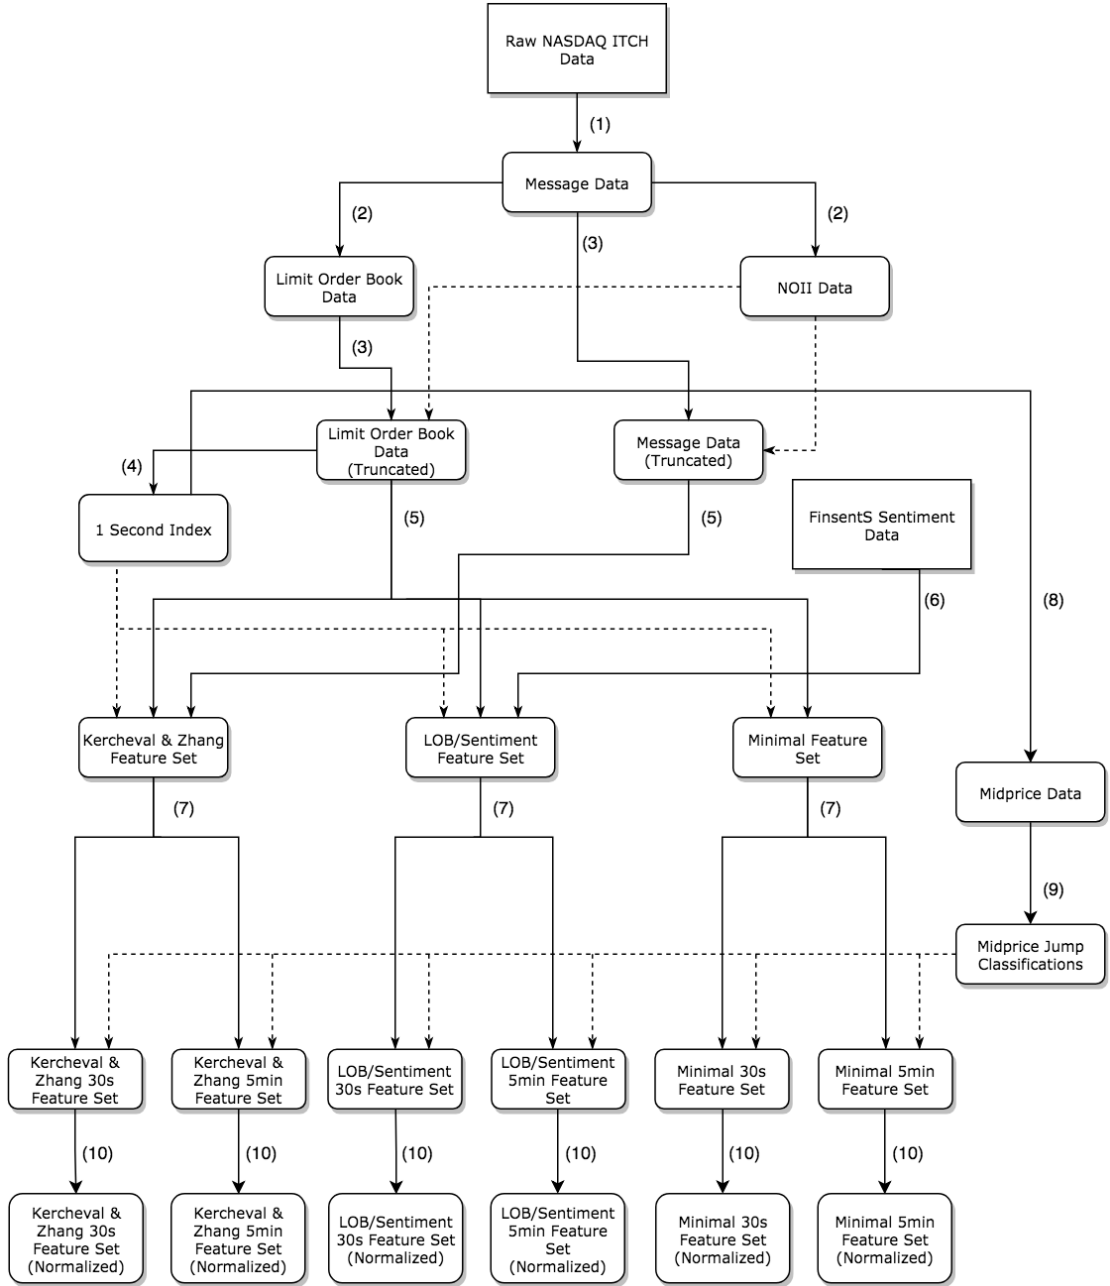 Raw NASDAQ ITCH
Data
(1)
Message Data
(2)
(2)
(3)
Limit Order Book
Data
NOII Data
(3)
Limit Order Book
Data
(Truncated)
Message Data
(Truncated)
(4)
1 Second Index
(5)
(5)
FinsentS Sentiment
Data
(6)
(8)
Kercheval & Zhang
Feature Set
LOB/Sentiment
Feature Set
Minimal Feature
Set
Midprice Data
(7)
(7)
(7)
(9)
Midprice Jump
Classifications
Kercheval &
Zhang 30s
Feature Set
Kercheval &
Zhang 5min
Feature Set
LOB/Sentiment
30s Feature Set
LOB/Sentiment
5min Feature
Set
Minimal 30s
Feature Set
Minimal 5min
Feature Set
(10)
(10)
(10)
(10)
(10)
(10)
Kercheval &
Zhang 30s
Feature Set
(Normalized)
Kercheval &
Zhang 5min
Feature Set
(Normalized)
LOB/Sentiment
30s Feature Set
(Normalized)
LOB/Sentiment
5min Feature
Set
(Normalized)
Minimal 30s
Feature Set
(Normalized)
Minimal 5min
Feature Set
(Normalized)